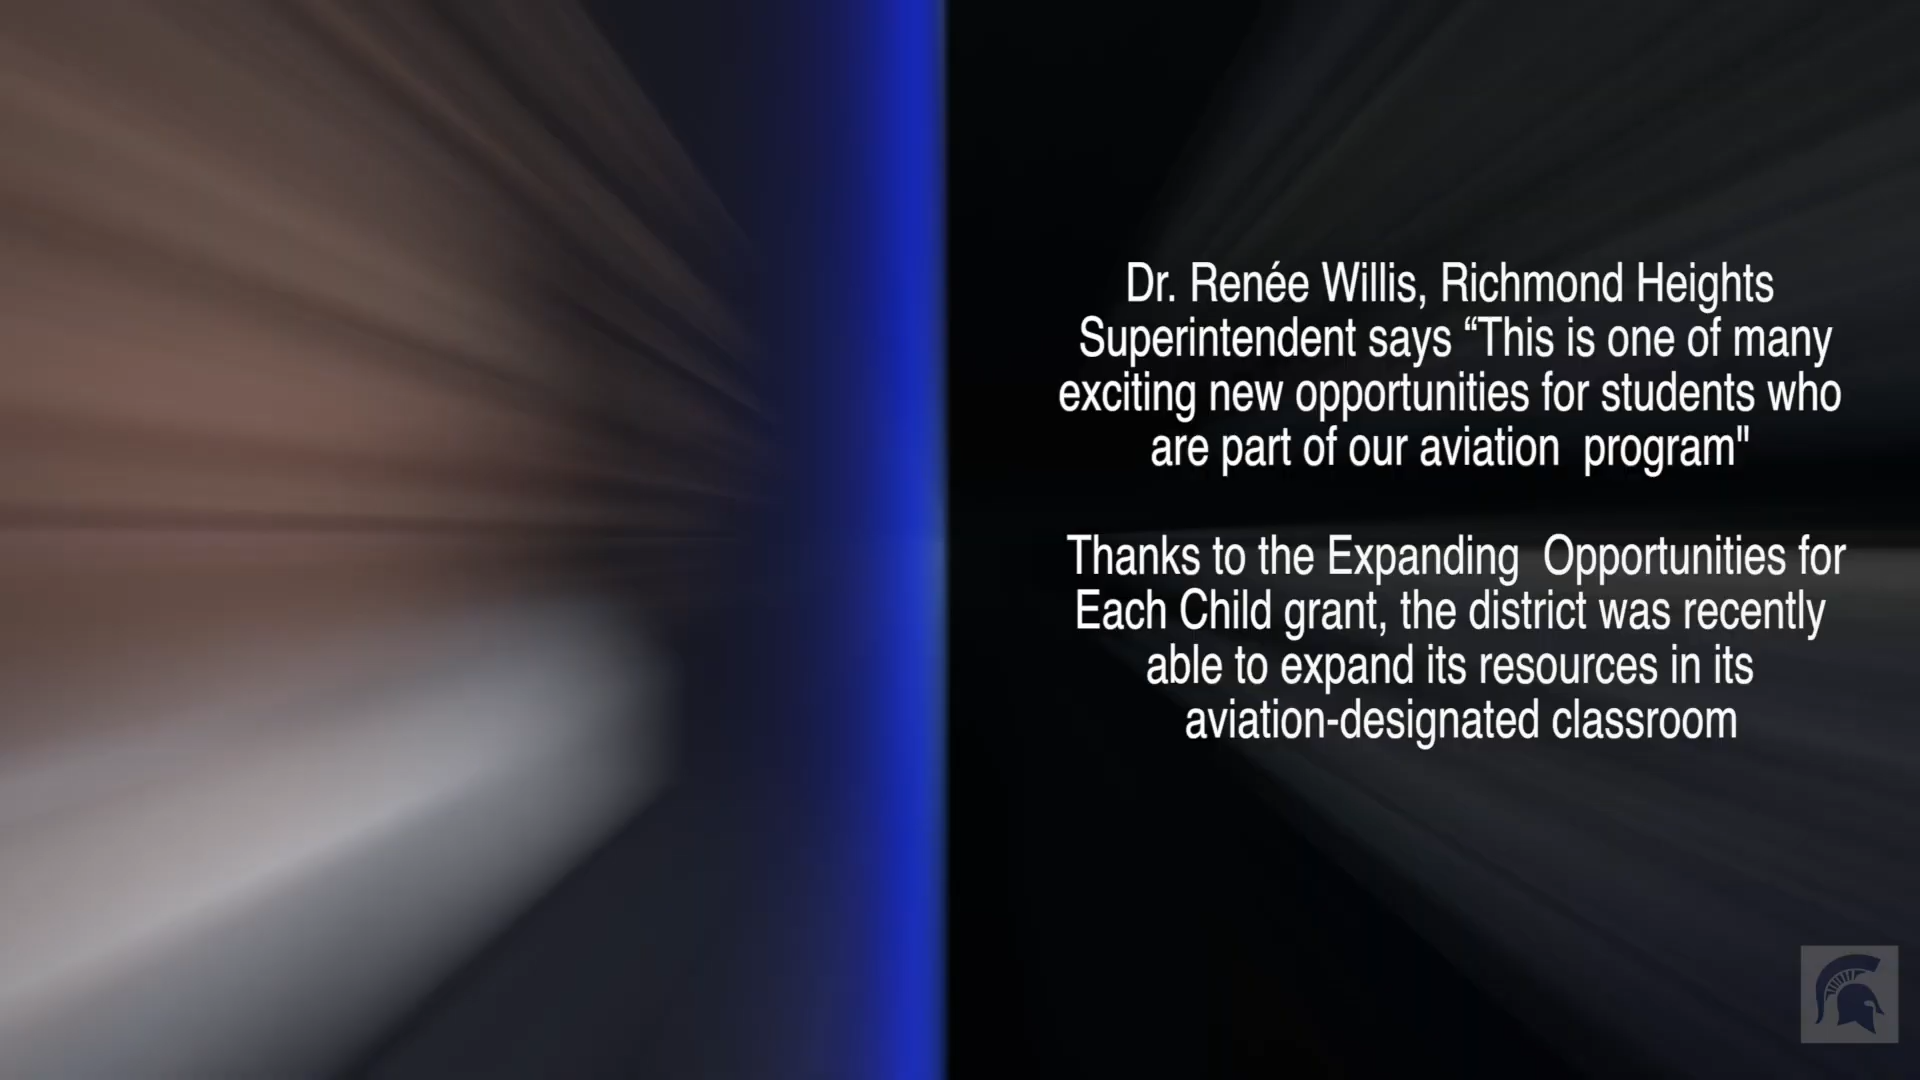 Dr. Renée Willis, Richmond Heights
Superintendent says “This is one of many
exciting new opportunities for students who
are part of our aviation  program"
Thanks to the Expanding  Opportunities for
Each Child grant, the district was recently
able to expand its resources in its
aviation-designated classroom